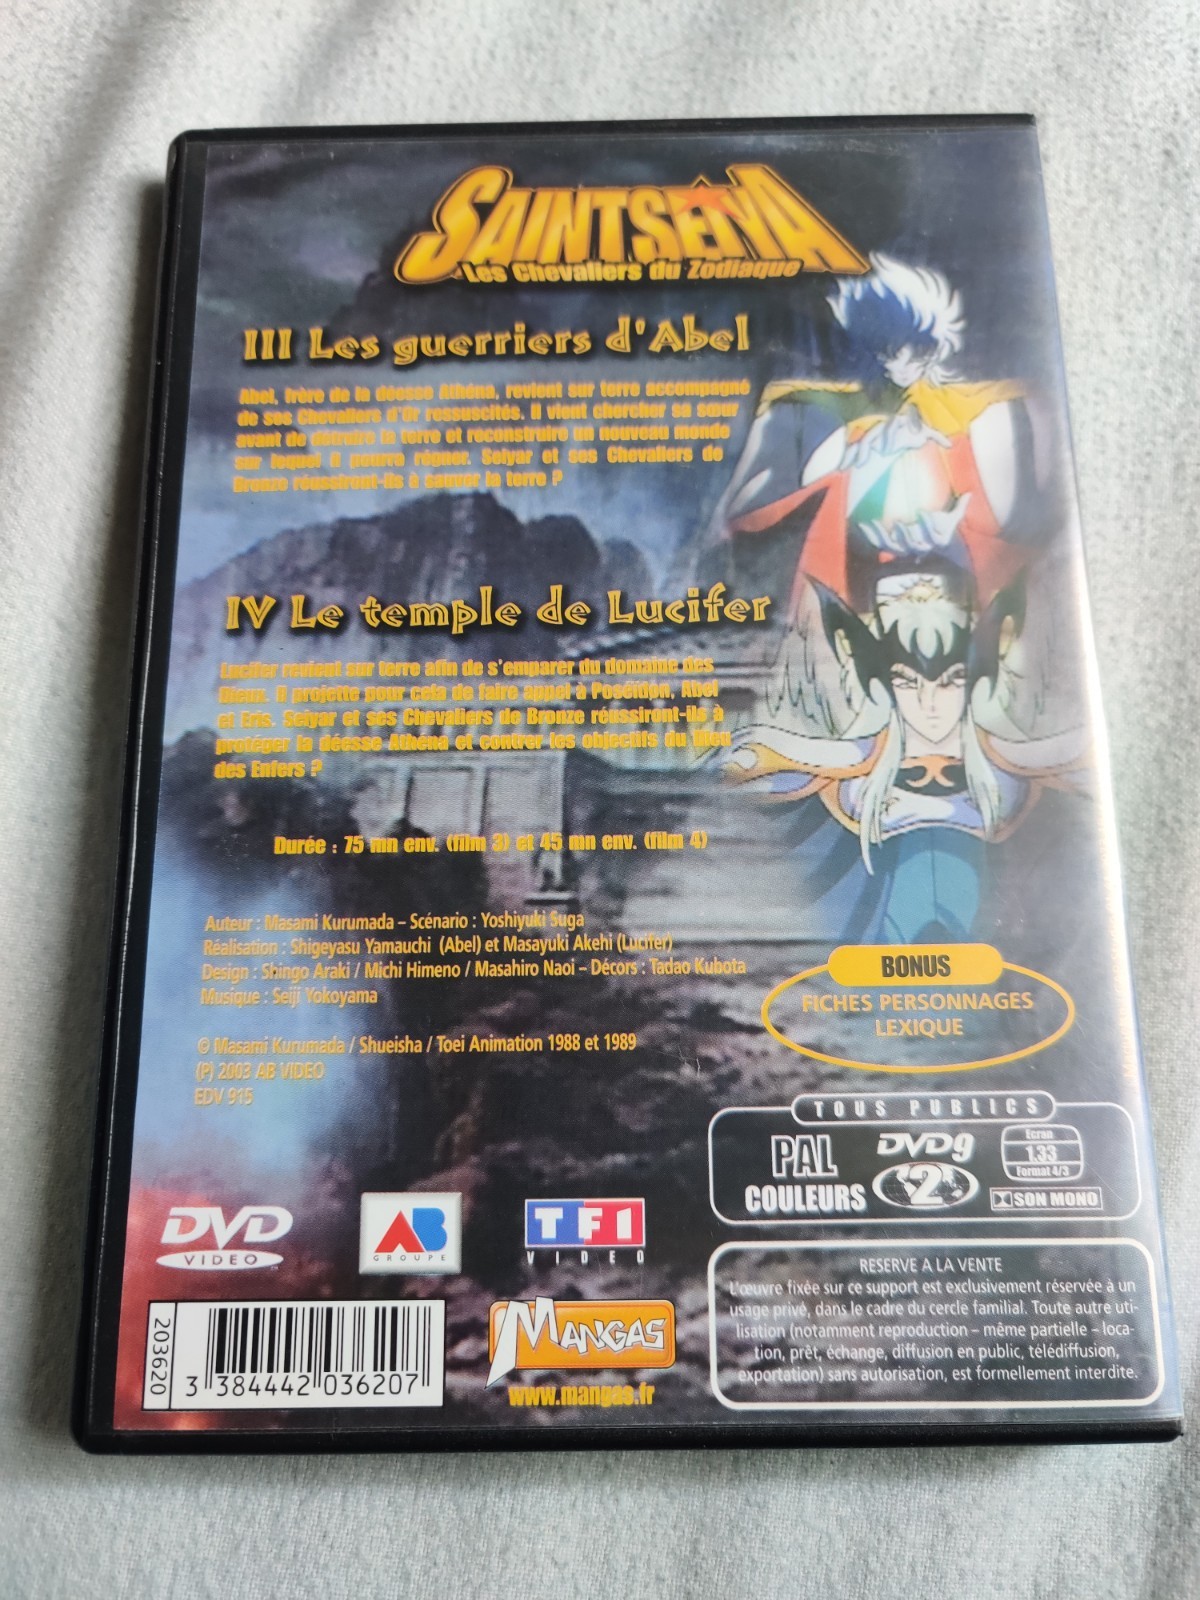 SAINT SEIYA
Les Chevaliers du Zodiaque
III Les guerriers d'Abel
Abel, frère de la déesse Athéna, revient sur terre accompagné
de ses Chevaliers d'Or ressuscités. Il vient chercher sa sœur
avant de détruire la terre et reconstruire un nouveau monde
sur lequel il pourra régner. Seiyar et ses Chevaliers de
Bronze réussiront-ils à sauver la terre ?
IV Le temple de Lucifer
Lucifer revient sur terre afin de s'emparer du domaine des
Dieux. Il projette pour cela de faire appel à Poséidon, Abel
et Eris. Seiyar et ses Chevaliers de Bronze réussiront-ils à
protéger la déesse Athéna et contrer les objectifs du Dieu
des Enfers ?
Durée : 75 mn env. (film 3) et 45 mn env. (film 4)
Auteur : Masami Kurumada – Scénario : Yoshiyuki Suga
Réalisation : Shigeyasu Yamauchi (Abel) et Masayuki Akehi (Lucifer)
Design : Shingo Araki / Michi Himeno / Masahiro Naoi – Décors : Tadao Kubota
Musique : Seiji Yokoyama
© Masami Kurumada / Shueisha / Toei Animation 1988 et 1989
(P) 2003 AB VIDEO
EDV 915
BONUS
FICHES PERSONNAGES
LEXIQUE
TOUS PUBLICS
PAL
COULEURS
DVD9
2
Ecran
1.33
Format 4/3
SON MONO
DVD
VIDEO
AB
GROUPE
TF1
VIDEO
MANGAS
www.mangas.fr
RESERVE A LA VENTE
L'œuvre fixée sur ce support est exclusivement réservée à un
usage privé, dans le cadre du cercle familial. Toute autre uti-
lisation (notamment reproduction – même partielle – loca-
tion, prêt, échange, diffusion en public, télédiffusion,
exportation) sans autorisation, est formellement interdite.
203620
3 384442 036207